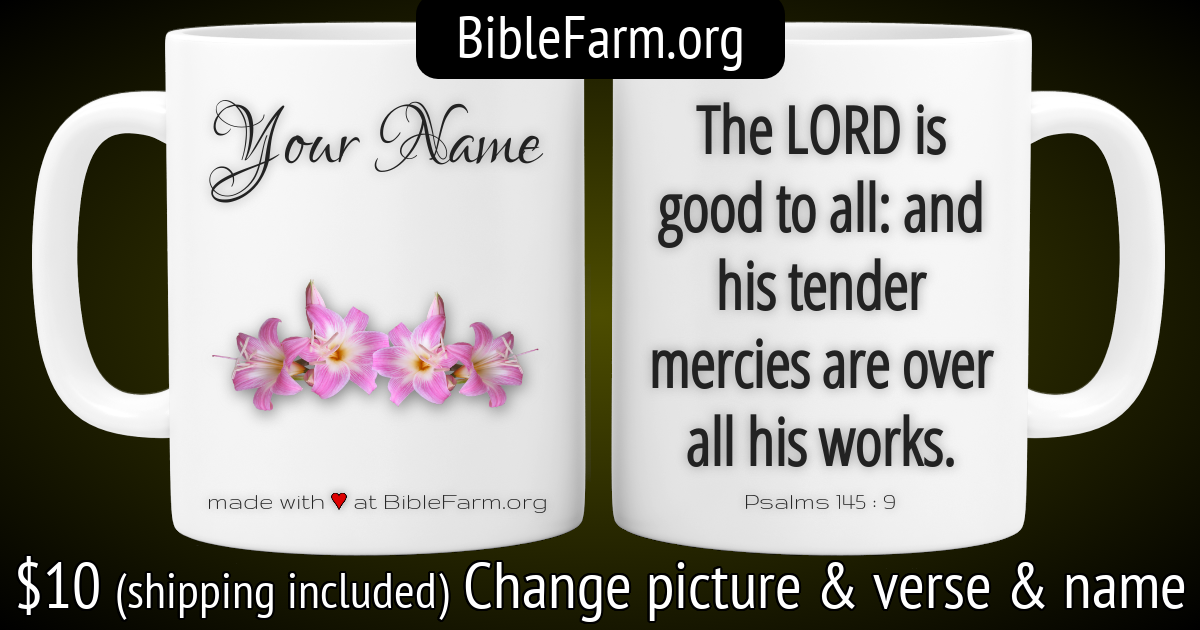 BibleFarm.org
Your Name
made with ♥ at BibleFarm.org
The LORD is
good to all: and
his tender
mercies are over
all his works.
Psalms 145 : 9
$10 (shipping included) Change picture & verse & name